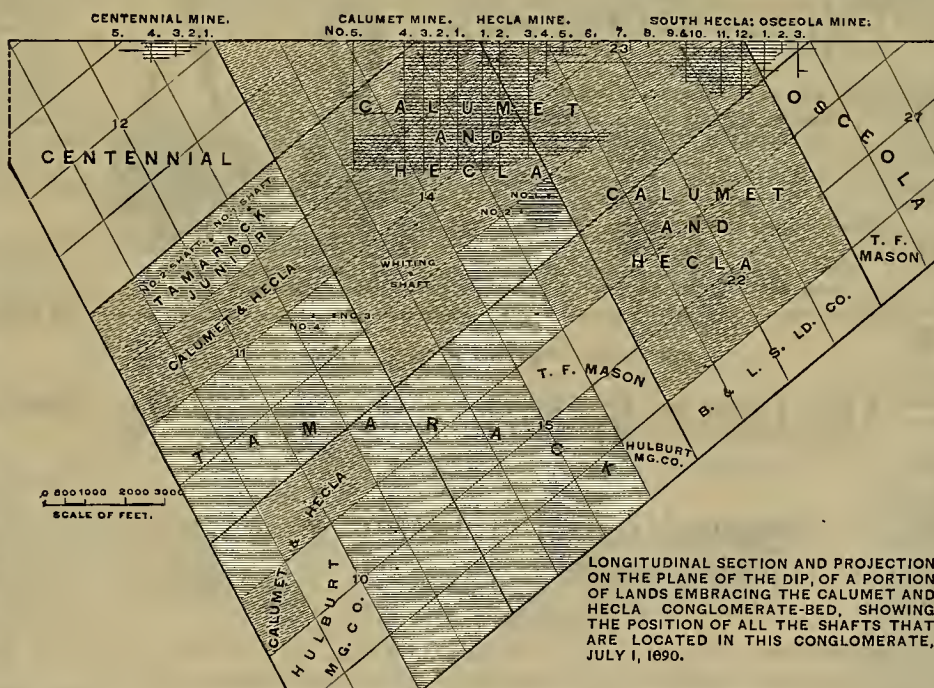 CENTENNIAL MINE. CALUMET MINE. HECLA MINE. SOUTH HECLA; OSCEOLA MINE:
5. 4. 3. 2. 1. NO. 5. 4. 3. 2. 1. 1. 2. 3. 4. 5. 6. 7. 8. 9.&10. 11. 12. 1. 2. 3.
23
CALUMET
AND
HECLA
14
12
CENTENNIAL
OSCEOLA
27
NO. 2 SHAFT. NO. 1 SHAFT.
TAMARACK
JUNIOR
NO. 1
NO. 2
CALUMET
AND
HECLA
22
T. F.
MASON
WHITING
SHAFT
CALUMET & HECLA
NO. 3.
NO. 4.
11
T. F. MASON
B. & L. S. LD. CO.
TAMARACK
15
HULBURT
MG. CO.
0 500 1000 2000 3000
SCALE OF FEET.
CALUMET & HECLA
10
HULBURT
MG. CO.
LONGITUDINAL SECTION AND PROJECTION
ON THE PLANE OF THE DIP, OF A PORTION
OF LANDS EMBRACING THE CALUMET AND
HECLA CONGLOMERATE-BED, SHOWING
THE POSITION OF ALL THE SHAFTS THAT
ARE LOCATED IN THIS CONGLOMERATE,
JULY 1, 1890.